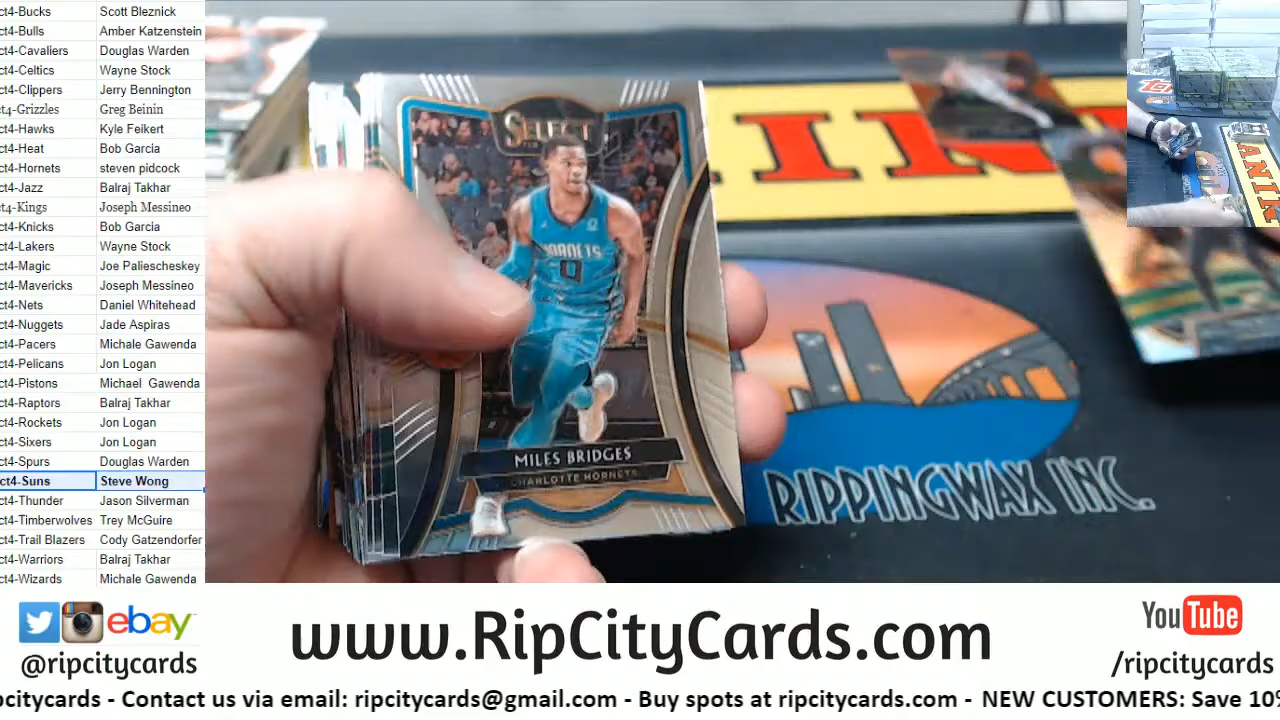 ct4-Bucks Scott Bleznick
ct4-Bulls Amber Katzenstein
ct4-Cavaliers Douglas Warden
ct4-Celtics Wayne Stock
ct4-Clippers Jerry Bennington
ct4-Grizzles Greg Beinin
ct4-Hawks Kyle Feikert
ct4-Heat Bob Garcia
ct4-Hornets steven pidcock
ct4-Jazz Balraj Takhar
ct4-Kings Joseph Messineo
ct4-Knicks Bob Garcia
ct4-Lakers Wayne Stock
ct4-Magic Joe Paliescheskey
ct4-Mavericks Joseph Messineo
ct4-Nets Daniel Whitehead
ct4-Nuggets Jade Aspiras
ct4-Pacers Michale Gawenda
ct4-Pelicans Jon Logan
ct4-Pistons Michael Gawenda
ct4-Raptors Balraj Takhar
ct4-Rockets Jon Logan
ct4-Sixers Jon Logan
ct4-Spurs Douglas Warden
ct4-Suns Steve Wong
ct4-Thunder Jason Silverman
ct4-Timberwolves Trey McGuire
ct4-Trail Blazers Cody Gatzendorfer
ct4-Warriors Balraj Takhar
ct4-Wizards Michale Gawenda
SELECT
HORNETS
0
MILES BRIDGES
CHARLOTTE HORNETS
INI
RIPPINGWAX INC.
ANI
ebay
@ripcitycards
www.RipCityCards.com
YouTube
/ripcitycards
pcitycards - Contact us via email: ripcitycards@gmail.com - Buy spots at ripcitycards.com - NEW CUSTOMERS: Save 10%